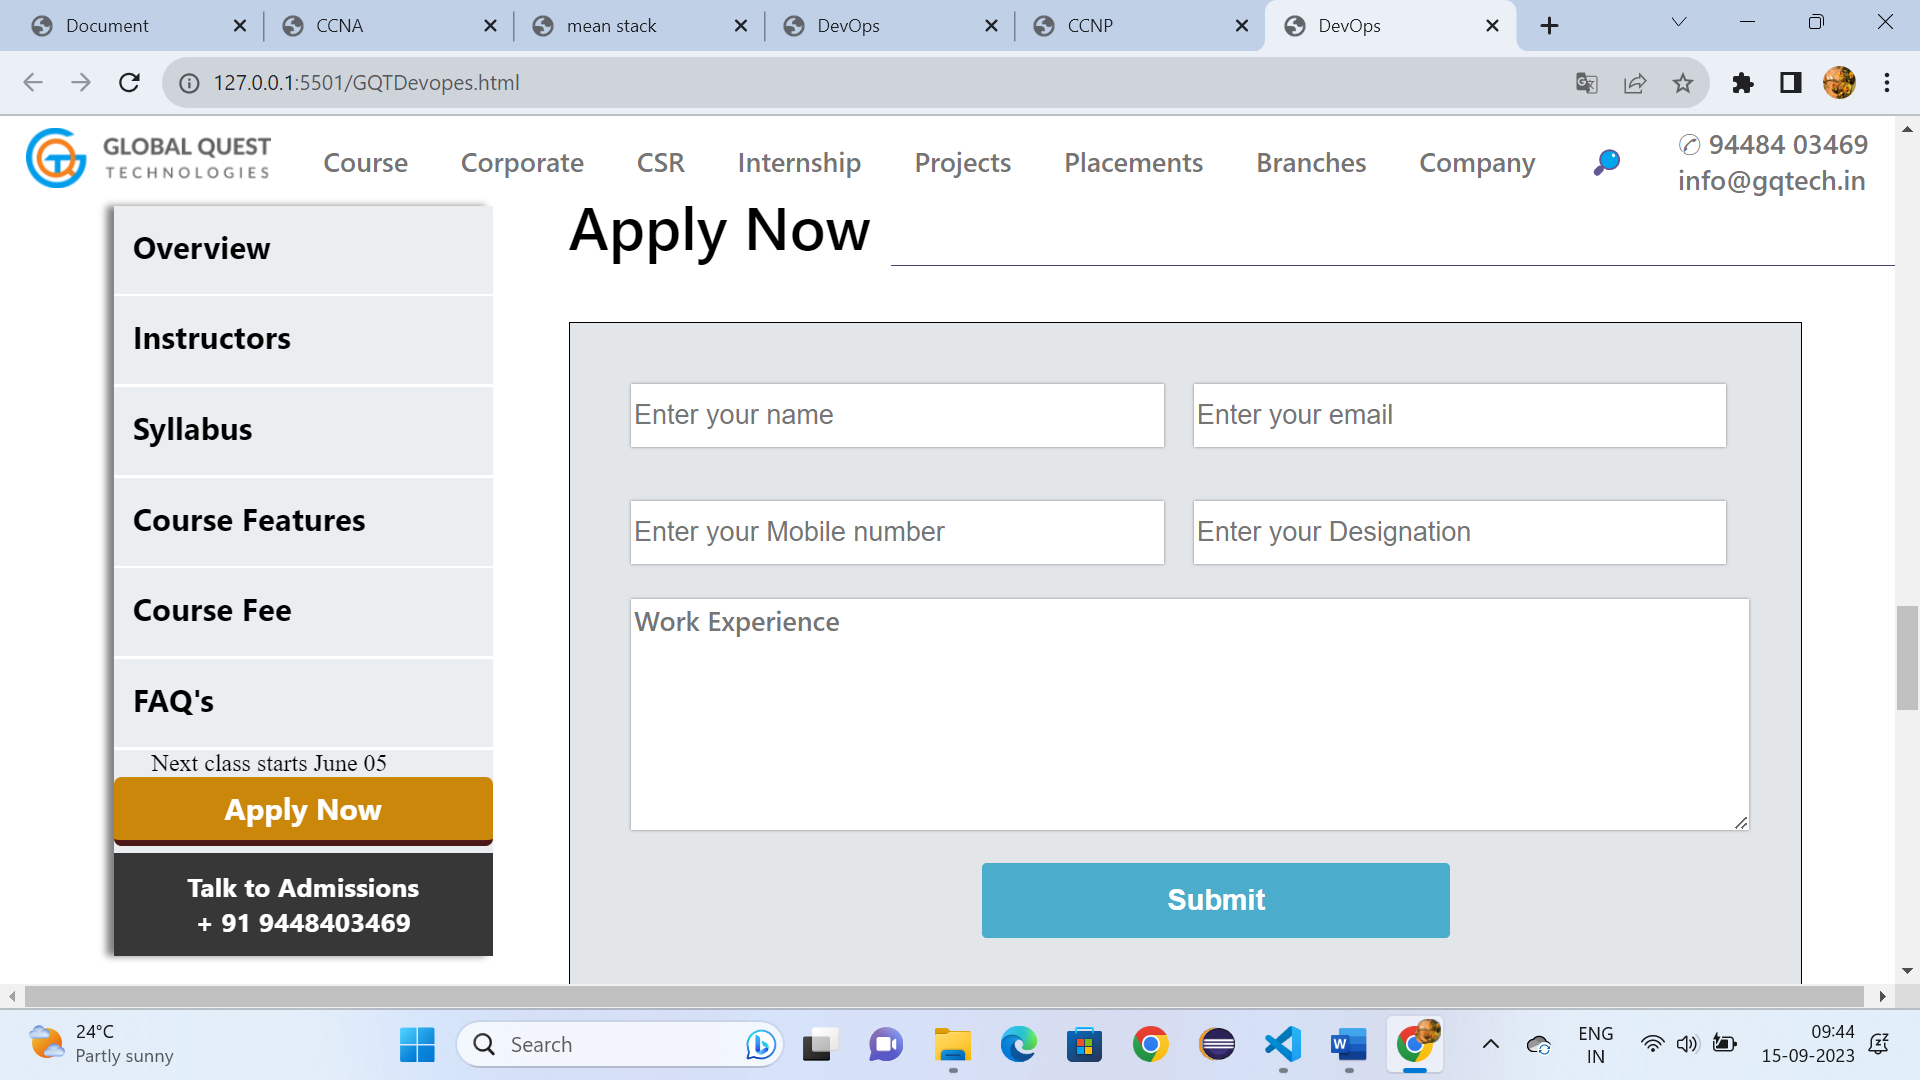 Document
CCNA
mean stack
DevOps
CCNP
DevOps
127.0.0.1:5501/GQTDevopes.html
GLOBAL QUEST
TECHNOLOGIES
Course
Corporate
CSR
Internship
Projects
Placements
Branches
Company
✆ 94484 03469
info@gqtech.in
Overview
Instructors
Syllabus
Course Features
Course Fee
FAQ's
Next class starts June 05
Apply Now
Talk to Admissions
+ 91 9448403469
Apply Now
Enter your name
Enter your email
Enter your Mobile number
Enter your Designation
Work Experience
Submit
24°C
Partly sunny
Search
ENG
IN
09:44
15-09-2023